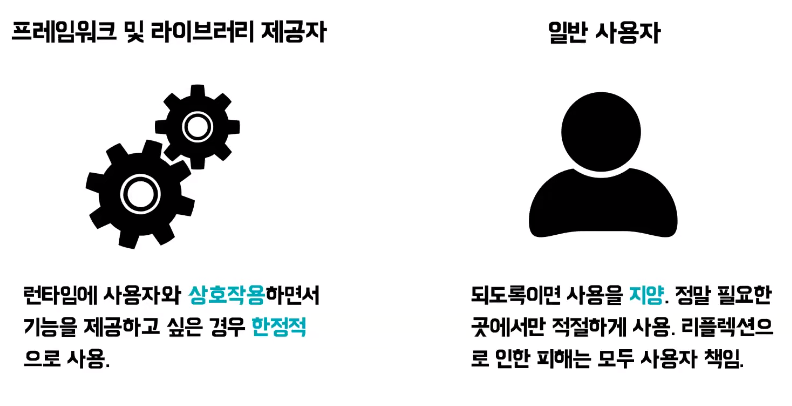 프레임워크 및 라이브러리 제공자
일반 사용자
런타임에 사용자와 상호작용하면서
기능을 제공하고 싶은 경우 한정적
으로 사용.
되도록이면 사용을 지양. 정말 필요한
곳에서만 적절하게 사용. 리플렉션으
로 인한 피해는 모두 사용자 책임.